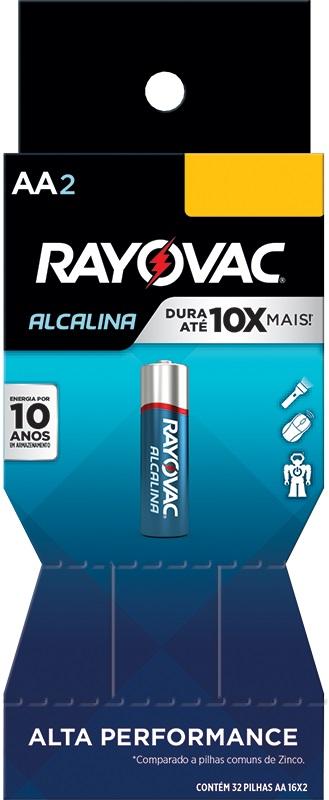 AA2
RAYOVAC®
ALCALINA
DURA
ATÉ 10X MAIS!*
ENERGIA POR
10
ANOS
EM ARMAZENAMENTO
RAYOVAC
ALCALINA
ALTA PERFORMANCE
*Comparado a pilhas comuns de Zinco.
CONTÉM 32 PILHAS AA 16X2